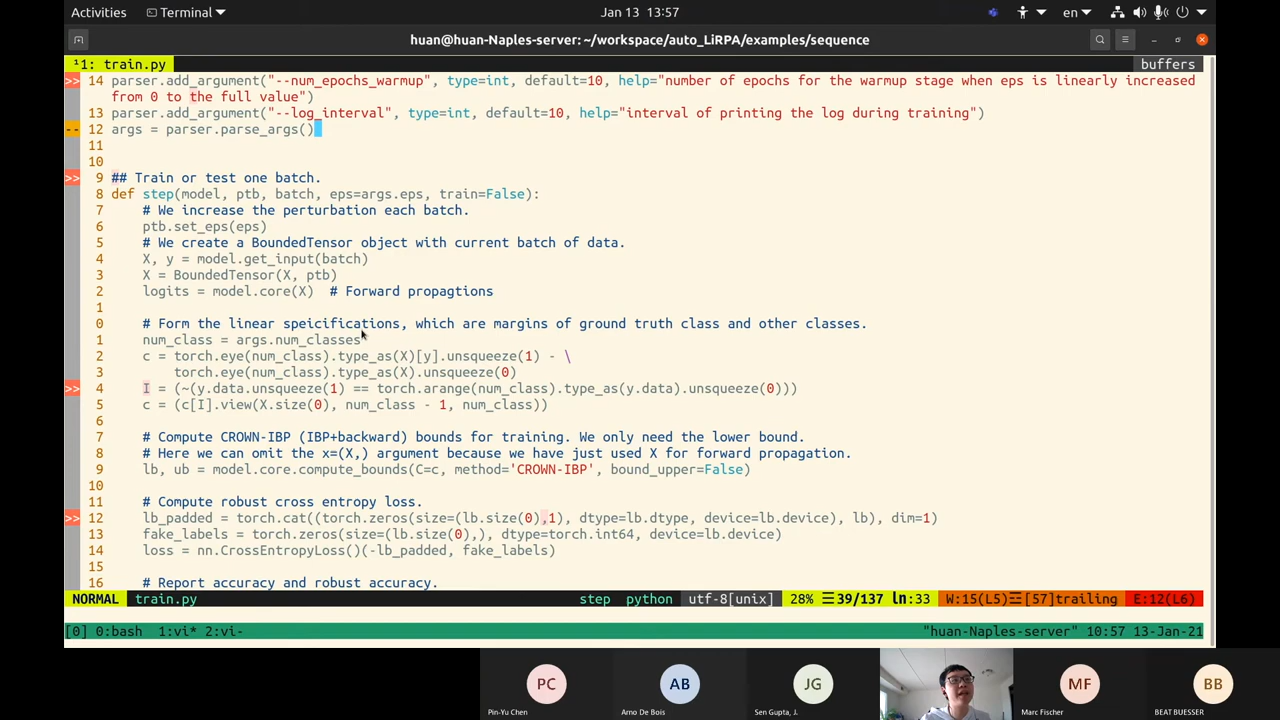 Activities Terminal Jan 13 13:57 en
huan@huan-Naples-server: ~/workspace/auto_LiRPA/examples/sequence
¹1: train.py buffers
>> 14 parser.add_argument("--num_epochs_warmup", type=int, default=10, help="number of epochs for the warmup stage when eps is linearly increased
from 0 to the full value")
13 parser.add_argument("--log_interval", type=int, default=10, help="interval of printing the log during training")
-- 12 args = parser.parse_args()
11
10
>> 9 ## Train or test one batch.
8 def step(model, ptb, batch, eps=args.eps, train=False):
7 # We increase the perturbation each batch.
6 ptb.set_eps(eps)
5 # We create a BoundedTensor object with current batch of data.
4 X, y = model.get_input(batch)
3 X = BoundedTensor(X, ptb)
2 logits = model.core(X) # Forward propagtions
1
0 # Form the linear speicifications, which are margins of ground truth class and other classes.
1 num_class = args.num_classes
2 c = torch.eye(num_class).type_as(X)[y].unsqueeze(1) - \
3 torch.eye(num_class).type_as(X).unsqueeze(0)
>> 4 I = (~(y.data.unsqueeze(1) == torch.arange(num_class).type_as(y.data).unsqueeze(0)))
5 c = (c[I].view(X.size(0), num_class - 1, num_class))
6
7 # Compute CROWN-IBP (IBP+backward) bounds for training. We only need the lower bound.
8 # Here we can omit the x=(X,) argument because we have just used X for forward propagation.
9 lb, ub = model.core.compute_bounds(C=c, method='CROWN-IBP', bound_upper=False)
10
11 # Compute robust cross entropy loss.
>> 12 lb_padded = torch.cat((torch.zeros(size=(lb.size(0),1), dtype=lb.dtype, device=lb.device), lb), dim=1)
13 fake_labels = torch.zeros(size=(lb.size(0),), dtype=torch.int64, device=lb.device)
14 loss = nn.CrossEntropyLoss()(-lb_padded, fake_labels)
15
16 # Report accuracy and robust accuracy.
NORMAL train.py step python utf-8[unix] 28% ☰39/137 ln:33 W:15(L5)☲[57]trailing E:12(L6)
[0] 0:bash 1:vi* 2:vi- "huan-Naples-server" 10:57 13-Jan-21
PC AB JG MF BB
Pin-Yu Chen Arno De Bois Sen Gupta, J. Marc Fischer BEAT BUESSER